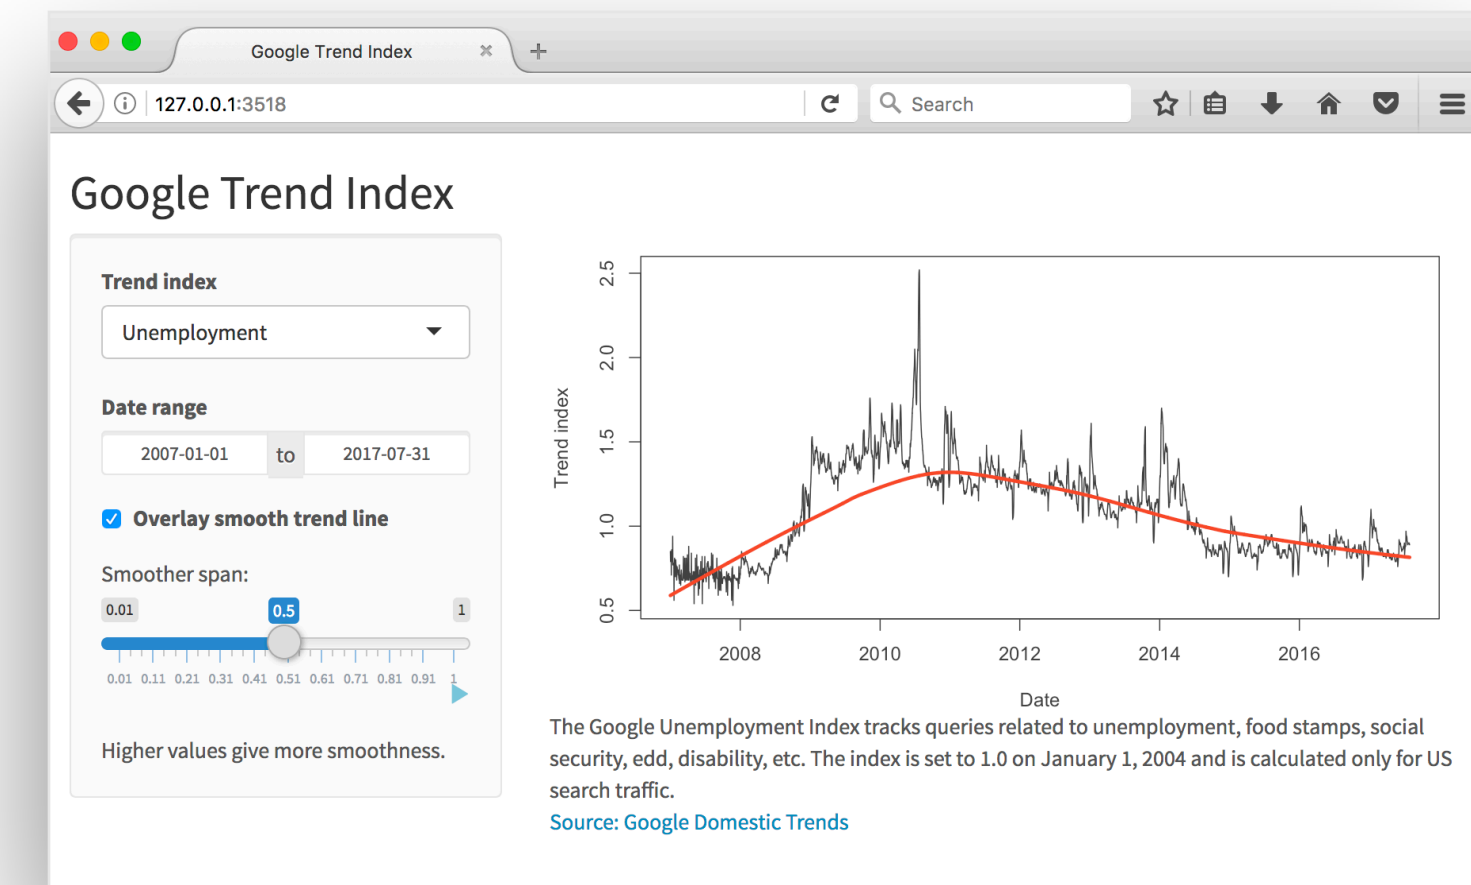 Google Trend Index
127.0.0.1:3518
Search
Google Trend Index
Trend index
Unemployment
Date range
2007-01-01 to 2017-07-31
Overlay smooth trend line
Smoother span:
0.01 0.5 1
0.01 0.11 0.21 0.31 0.41 0.51 0.61 0.71 0.81 0.91 1
Higher values give more smoothness.
Trend index
2.5
2.0
1.5
1.0
0.5
2008 2010 2012 2014 2016
Date
The Google Unemployment Index tracks queries related to unemployment, food stamps, social
security, edd, disability, etc. The index is set to 1.0 on January 1, 2004 and is calculated only for US
search traffic.
Source: Google Domestic Trends